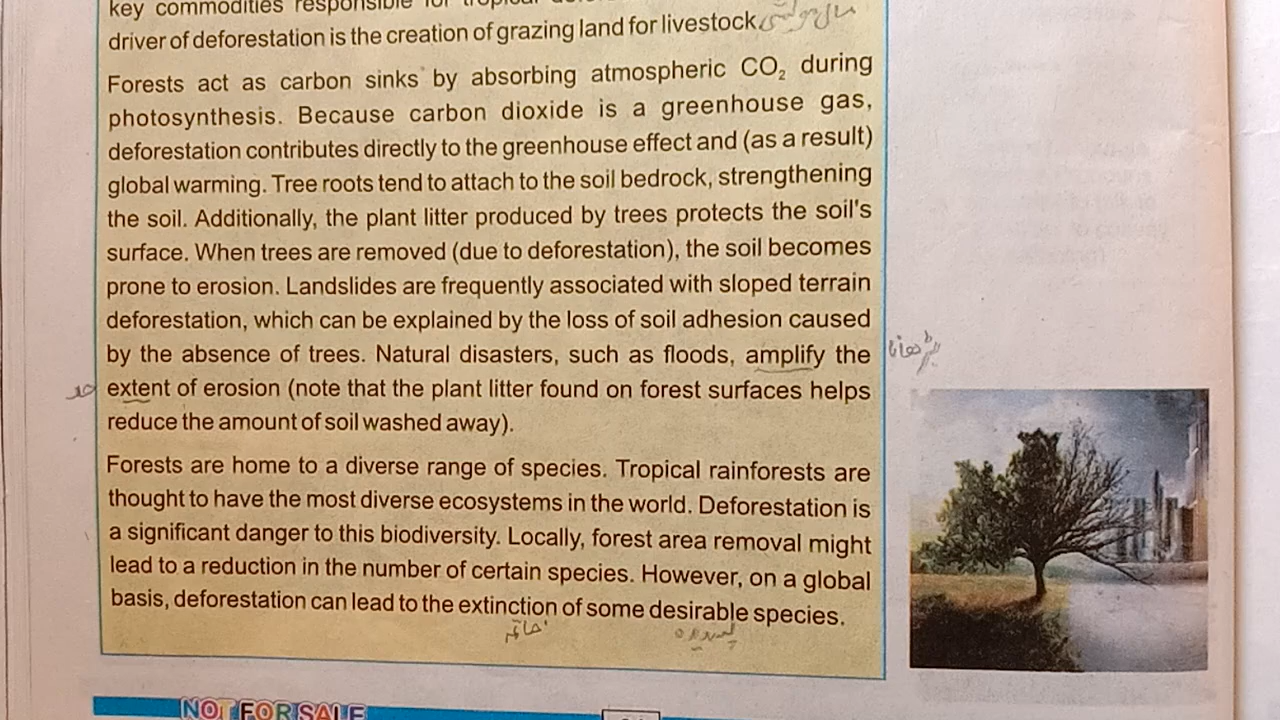 key commodities responsible for tropical
driver of deforestation is the creation of grazing land for livestock
Forests act as carbon sinks by absorbing atmospheric CO₂ during
photosynthesis. Because carbon dioxide is a greenhouse gas,
deforestation contributes directly to the greenhouse effect and (as a result)
global warming. Tree roots tend to attach to the soil bedrock, strengthening
the soil. Additionally, the plant litter produced by trees protects the soil's
surface. When trees are removed (due to deforestation), the soil becomes
prone to erosion. Landslides are frequently associated with sloped terrain
deforestation, which can be explained by the loss of soil adhesion caused
by the absence of trees. Natural disasters, such as floods, amplify the
بڑھانا
حد
extent of erosion (note that the plant litter found on forest surfaces helps
reduce the amount of soil washed away).
Forests are home to a diverse range of species. Tropical rainforests are
thought to have the most diverse ecosystems in the world. Deforestation is
a significant danger to this biodiversity. Locally, forest area removal might
lead to a reduction in the number of certain species. However, on a global
basis, deforestation can lead to the extinction of some desirable species.
پسندیدہ
NOT FOR SALE